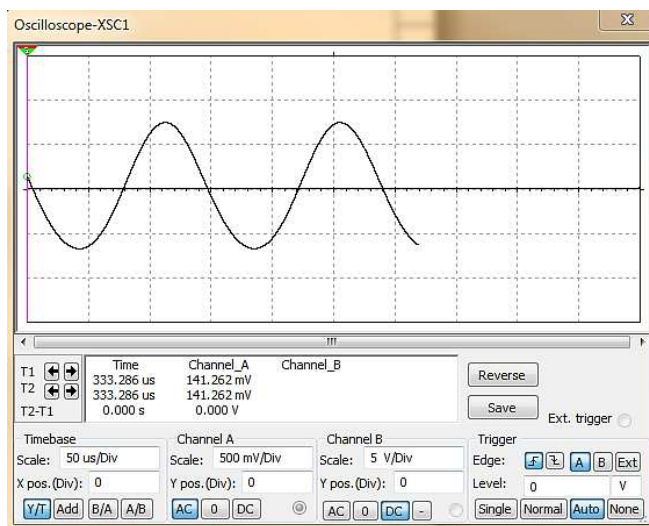 Oscilloscope-XSC1
X
Time Channel_A Channel_B
T1 333.286 us 141.262 mV
T2 333.286 us 141.262 mV
T2-T1 0.000 s 0.000 V
Reverse
Save
Ext. trigger
Timebase
Scale: 50 us/Div
X pos.(Div): 0
Y/T Add B/A A/B
Channel A
Scale: 500 mV/Div
Y pos.(Div): 0
AC 0 DC
Channel B
Scale: 5 V/Div
Y pos.(Div): 0
AC 0 DC -
Trigger
Edge: A B Ext
Level: 0 V
Single Normal Auto None